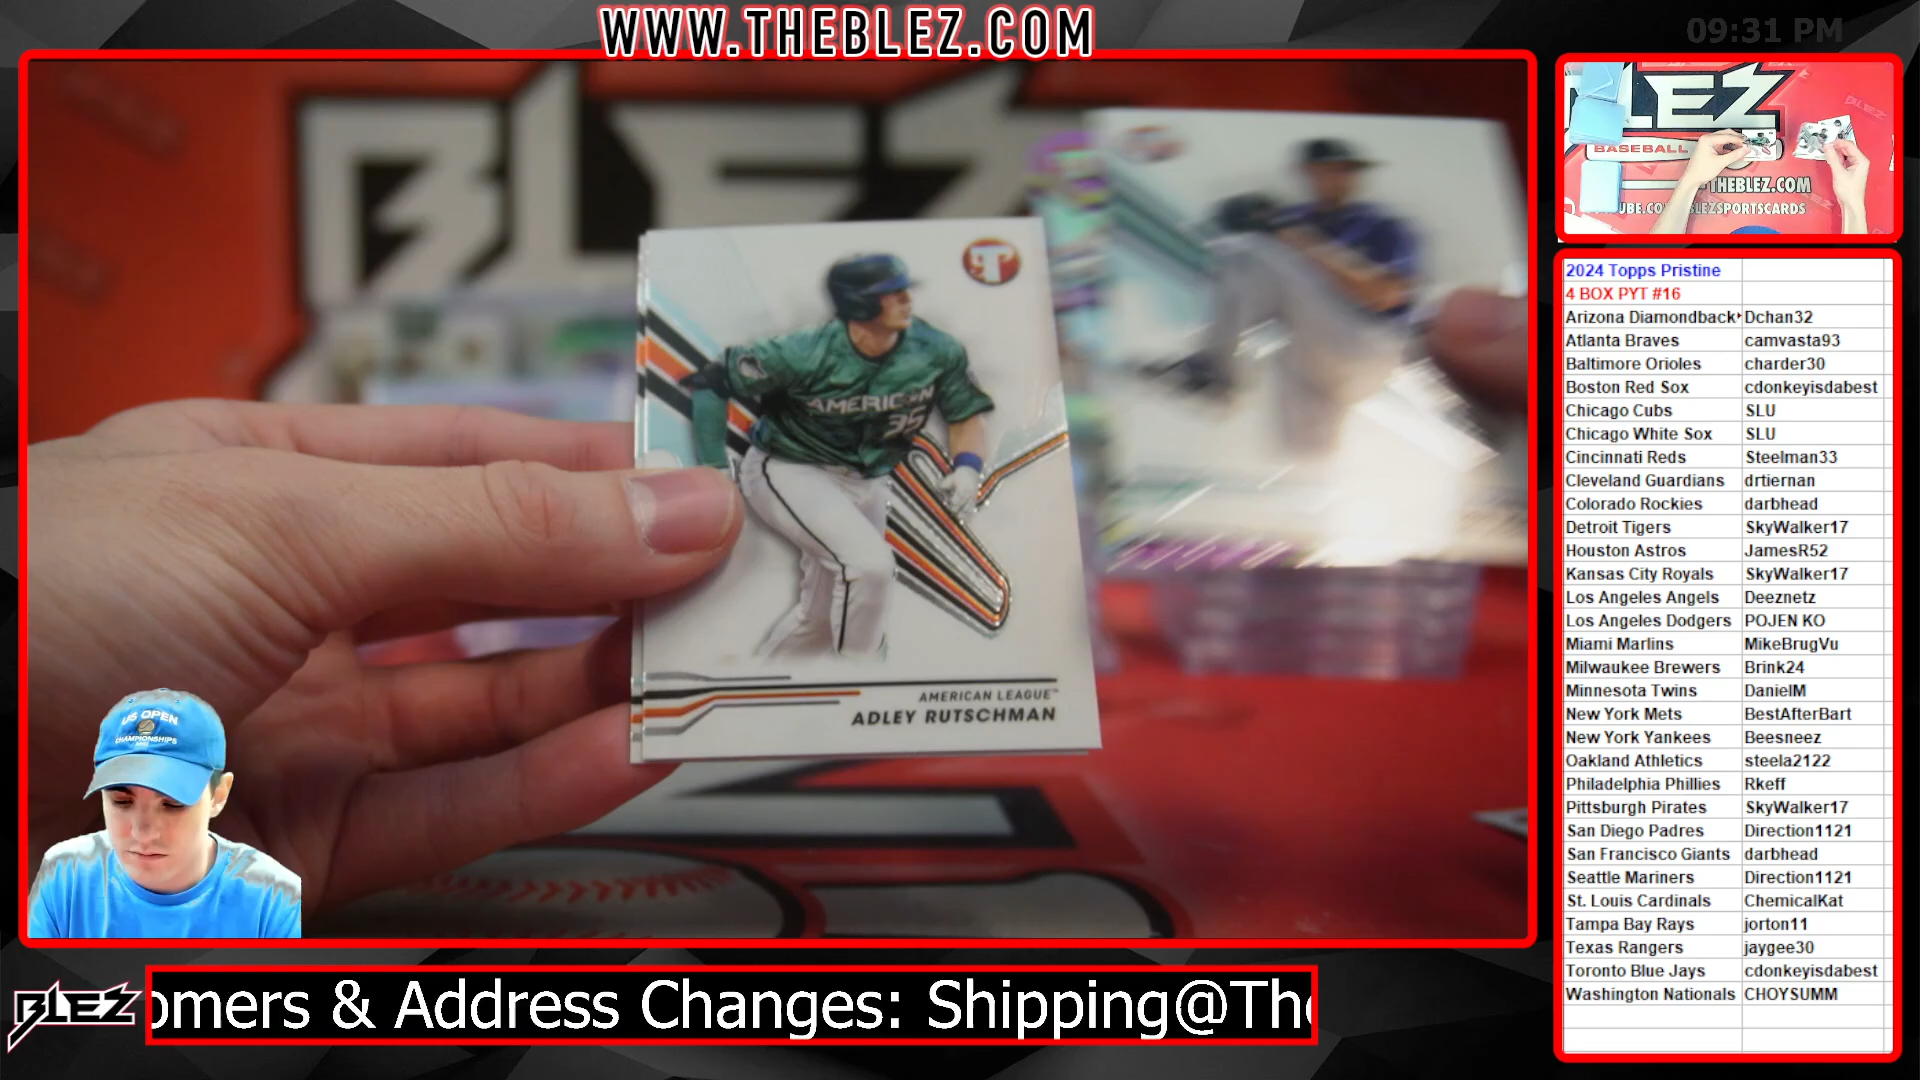 WWW.THEBLEZ.COM
09:31 PM
BLEZ
AMERICAN
35
AMERICAN LEAGUE™
ADLEY RUTSCHMAN
US OPEN
CHAMPIONSHIPS
LEZ
BASEBALL
THEBLEZ.COM
UBE.CO
LEZSPORTSCARDS
2024 Topps Pristine
4 BOX PYT #16
Arizona Diamondback Dchan32
Atlanta Braves camvasta93
Baltimore Orioles charder30
Boston Red Sox cdonkeyisdabest
Chicago Cubs SLU
Chicago White Sox SLU
Cincinnati Reds Steelman33
Cleveland Guardians drtiernan
Colorado Rockies darbhead
Detroit Tigers SkyWalker17
Houston Astros JamesR52
Kansas City Royals SkyWalker17
Los Angeles Angels Deeznetz
Los Angeles Dodgers POJEN KO
Miami Marlins MikeBrugVu
Milwaukee Brewers Brink24
Minnesota Twins DanielM
New York Mets BestAfterBart
New York Yankees Beesneez
Oakland Athletics steela2122
Philadelphia Phillies Rkeff
Pittsburgh Pirates SkyWalker17
San Diego Padres Direction1121
San Francisco Giants darbhead
Seattle Mariners Direction1121
St. Louis Cardinals ChemicalKat
Tampa Bay Rays jorton11
Texas Rangers jaygee30
Toronto Blue Jays cdonkeyisdabest
Washington Nationals CHOYSUMM
BLEZ
omers & Address Changes: Shipping@The